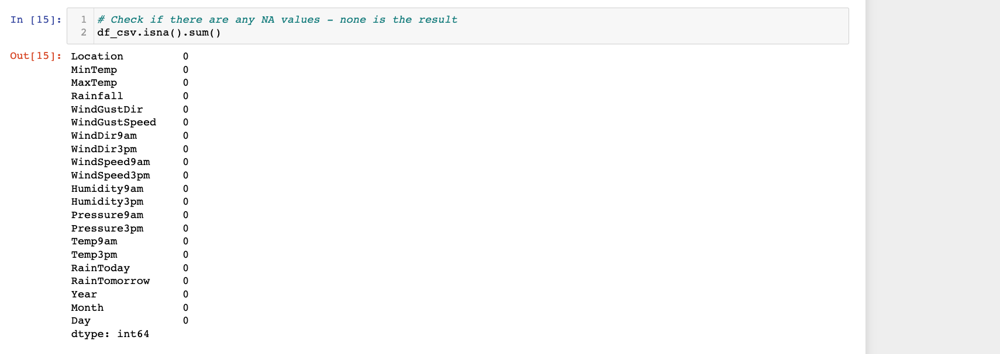 In [15]:
1 # Check if there are any NA values - none is the result
2 df_csv.isna().sum()
Out[15]:
Location 0
MinTemp 0
MaxTemp 0
Rainfall 0
WindGustDir 0
WindGustSpeed 0
WindDir9am 0
WindDir3pm 0
WindSpeed9am 0
WindSpeed3pm 0
Humidity9am 0
Humidity3pm 0
Pressure9am 0
Pressure3pm 0
Temp9am 0
Temp3pm 0
RainToday 0
RainTomorrow 0
Year 0
Month 0
Day 0
dtype: int64